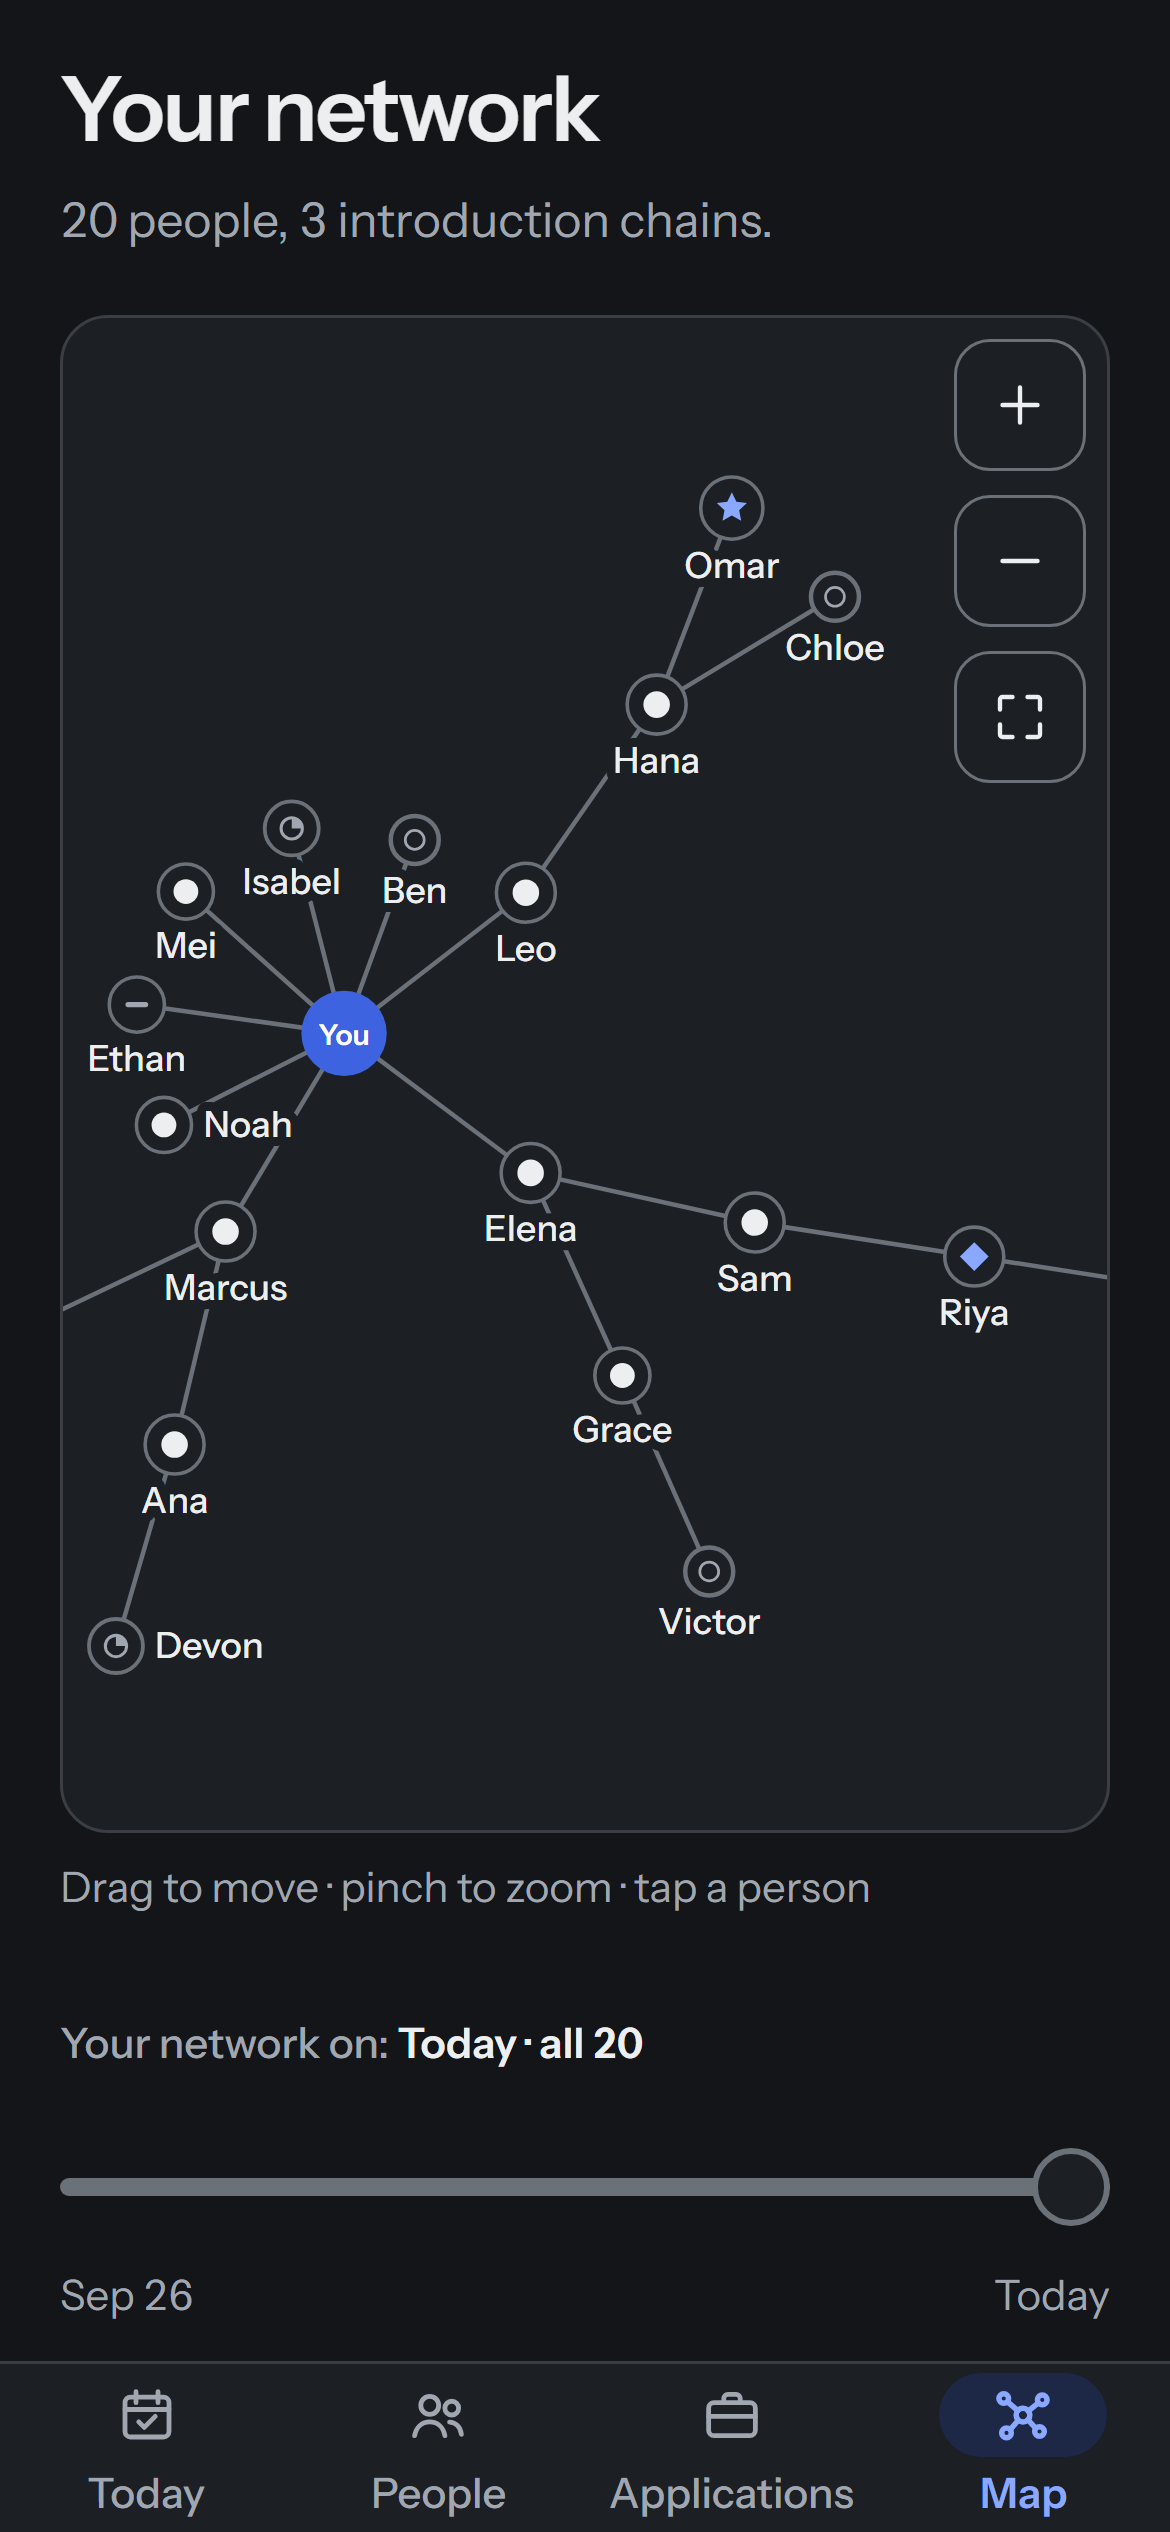 Your network
20 people, 3 introduction chains.
Omar
Chloe
Hana
Isabel
Ben
Mei
Leo
Ethan
You
Noah
Elena
Marcus
Sam
Riya
Grace
Ana
Victor
Devon
Drag to move · pinch to zoom · tap a person
Your network on: Today · all 20
Sep 26
Today
Today
People
Applications
Map